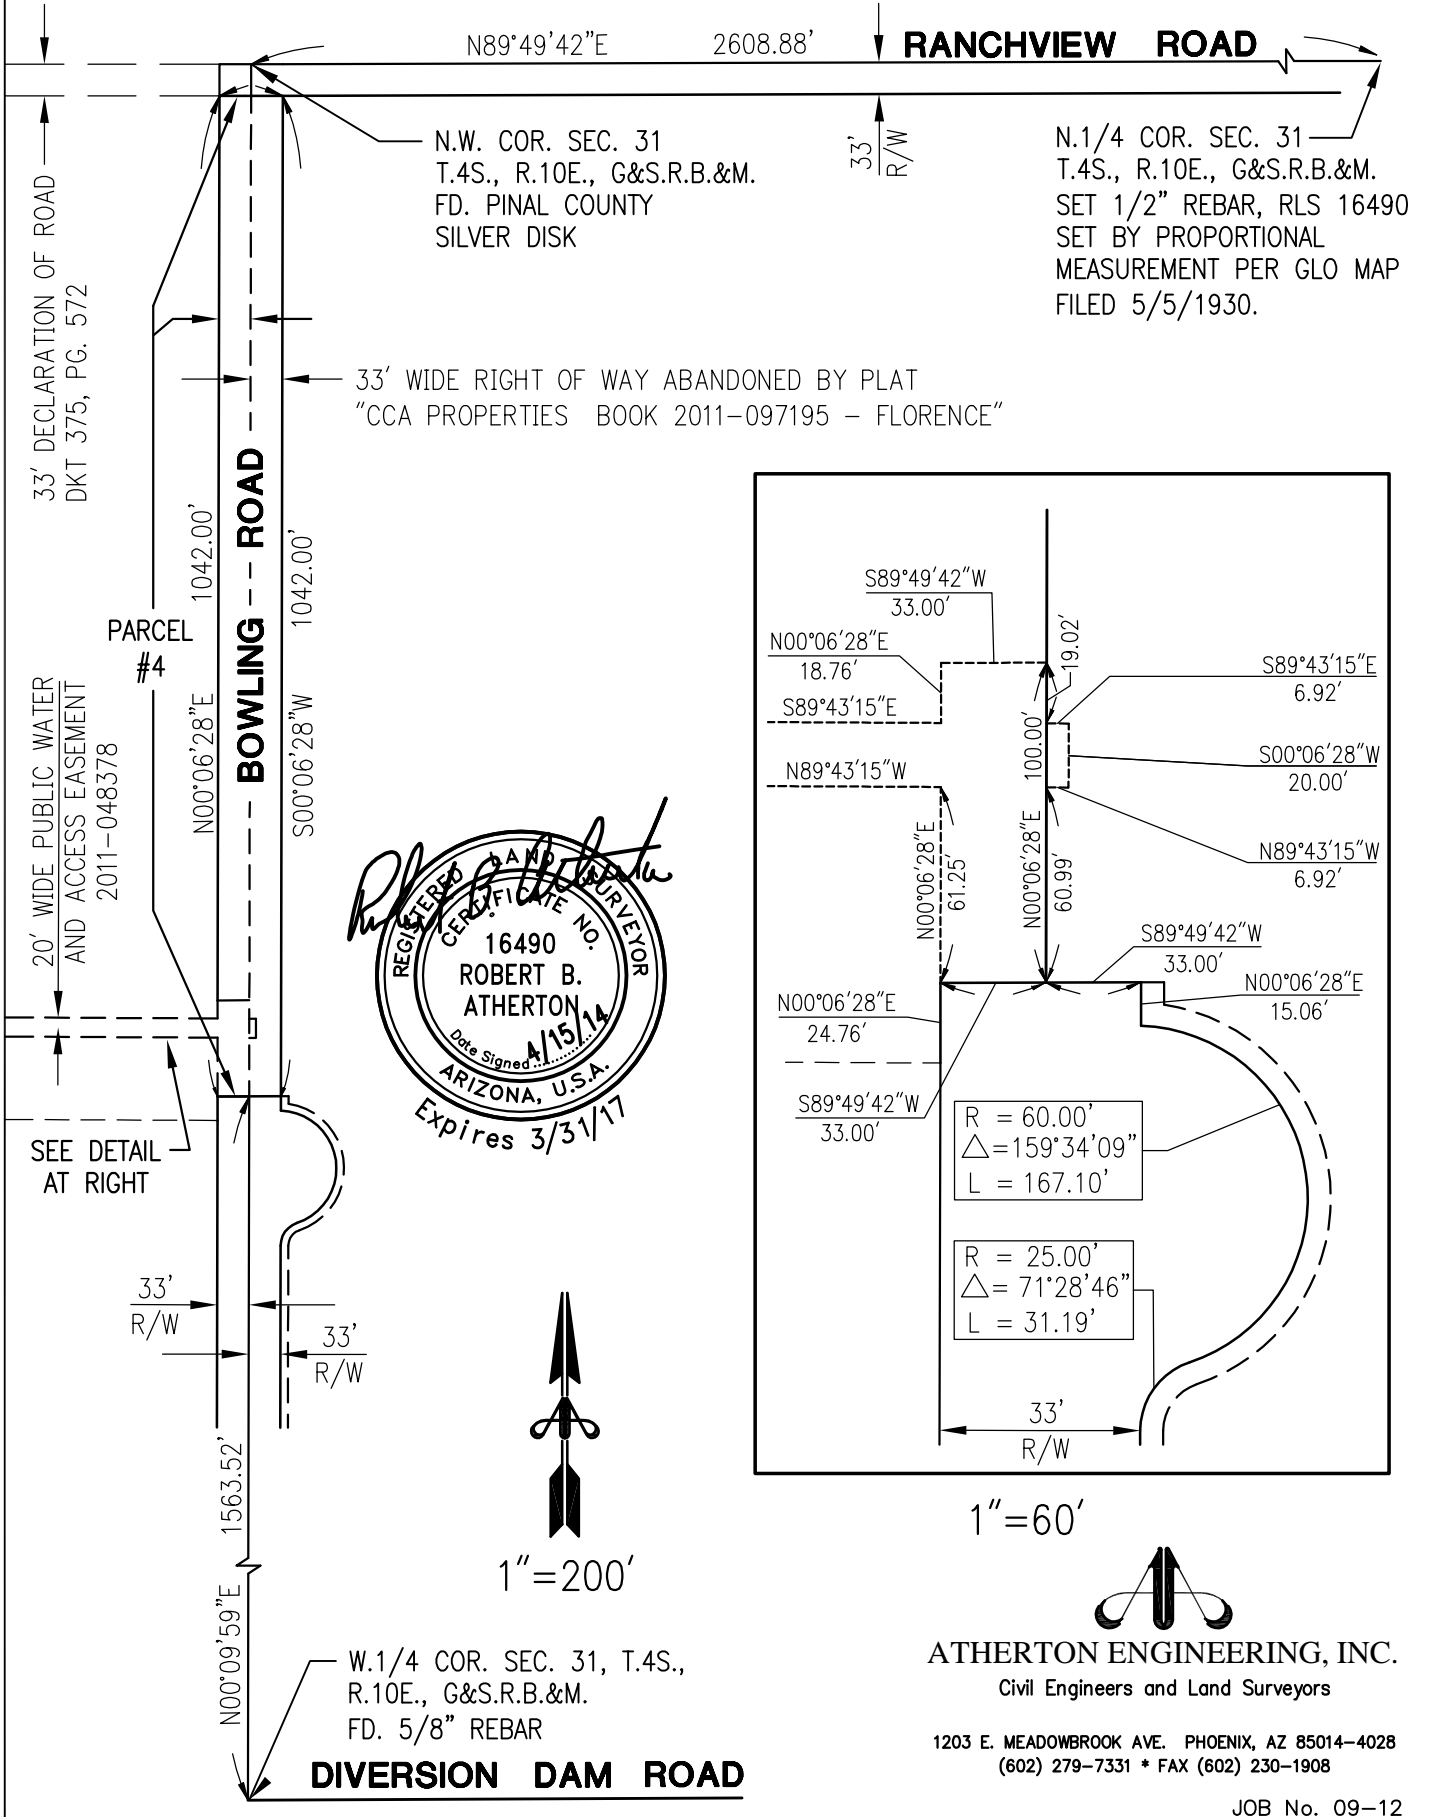 N89°49'42"E 2608.88' RANCHVIEW ROAD
N.W. COR. SEC. 31
T.4S., R.10E., G&S.R.B.&M.
FD. PINAL COUNTY
SILVER DISK
33'
R/W
N.1/4 COR. SEC. 31
T.4S., R.10E., G&S.R.B.&M.
SET 1/2" REBAR, RLS 16490
SET BY PROPORTIONAL
MEASUREMENT PER GLO MAP
FILED 5/5/1930.
33' DECLARATION OF ROAD
DKT 375, PG. 572
33' WIDE RIGHT OF WAY ABANDONED BY PLAT
"CCA PROPERTIES BOOK 2011-097195 - FLORENCE"
N00°06'28"E 1042.00'
BOWLING ROAD
S00°06'28"W 1042.00'
PARCEL
#4
20' WIDE PUBLIC WATER
AND ACCESS EASEMENT
2011-048378
REGISTERED LAND SURVEYOR
CERTIFICATE NO.
16490
ROBERT B.
ATHERTON
Date Signed 4/15/14
ARIZONA, U.S.A.
Expires 3/31/17
SEE DETAIL
AT RIGHT
33'
R/W
33'
R/W
N00°09'59"E 1563.52'
1"=200'
W.1/4 COR. SEC. 31, T.4S.,
R.10E., G&S.R.B.&M.
FD. 5/8" REBAR
DIVERSION DAM ROAD
S89°49'42"W
33.00'
N00°06'28"E
18.76'
S89°43'15"E
N89°43'15"W
19.02'
100.00'
S89°43'15"E
6.92'
S00°06'28"W
20.00'
N89°43'15"W
6.92'
N00°06'28"E
61.25'
N00°06'28"E
60.99'
S89°49'42"W
33.00'
N00°06'28"E
15.06'
N00°06'28"E
24.76'
S89°49'42"W
33.00'
R = 60.00'
△=159°34'09"
L = 167.10'
R = 25.00'
△= 71°28'46"
L = 31.19'
33'
R/W
1"=60'
ATHERTON ENGINEERING, INC.
Civil Engineers and Land Surveyors
1203 E. MEADOWBROOK AVE. PHOENIX, AZ 85014-4028
(602) 279-7331 * FAX (602) 230-1908
JOB No. 09-12